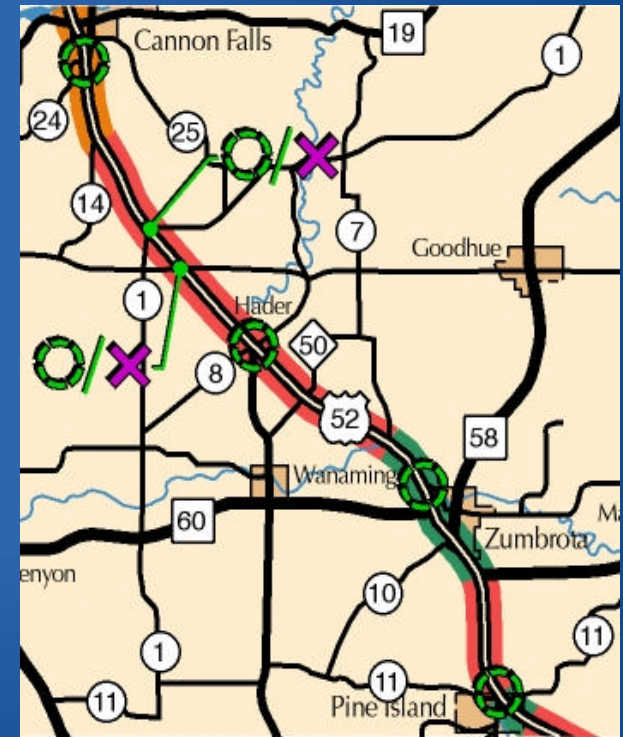 19
Cannon Falls
1
24
25
14
7
Goodhue
1
Hader
50
8
52
58
Wanaming
60
Zumbrota
Ma
enyon
10
11
1
11
11
Pine Island